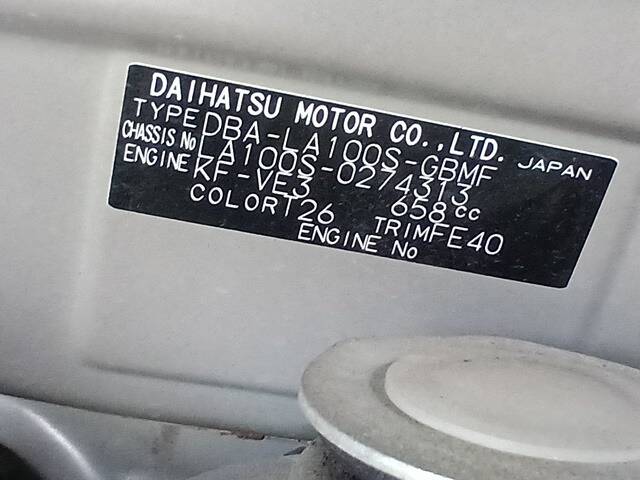 DAIHATSU MOTOR CO.,LTD. JAPAN
TYPE DBA-LA100S-GBMF
CHASSIS No LA100S-0274313
ENGINE KF-VE3 658cc
COLOR T26 TRIM FE40
ENGINE No